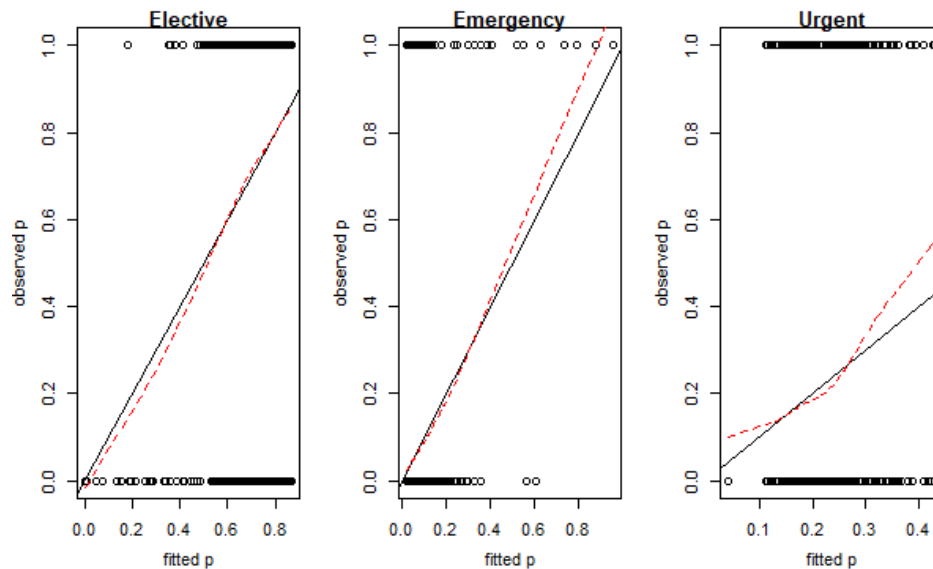 Elective Emergency Urgent
1.0 1.0 1.0
0.8 0.8 0.8
0.6 0.6 0.6
observed p observed p observed p
0.4 0.4 0.4
0.2 0.2 0.2
0.0 0.0 0.0
0.0 0.2 0.4 0.6 0.8 0.0 0.2 0.4 0.6 0.8 0.1 0.2 0.3 0.4
fitted p fitted p fitted p